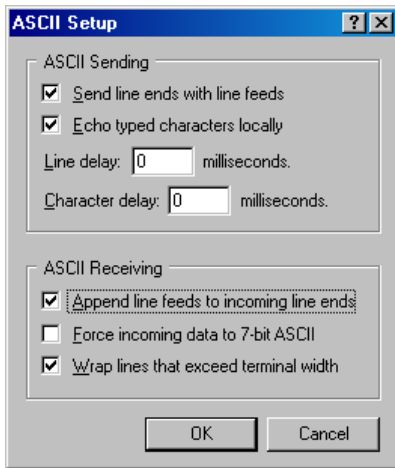 ASCII Setup
ASCII Sending
Send line ends with line feeds
Echo typed characters locally
Line delay: 0 milliseconds.
Character delay: 0 milliseconds.
ASCII Receiving
Append line feeds to incoming line ends
Force incoming data to 7-bit ASCII
Wrap lines that exceed terminal width
OK Cancel